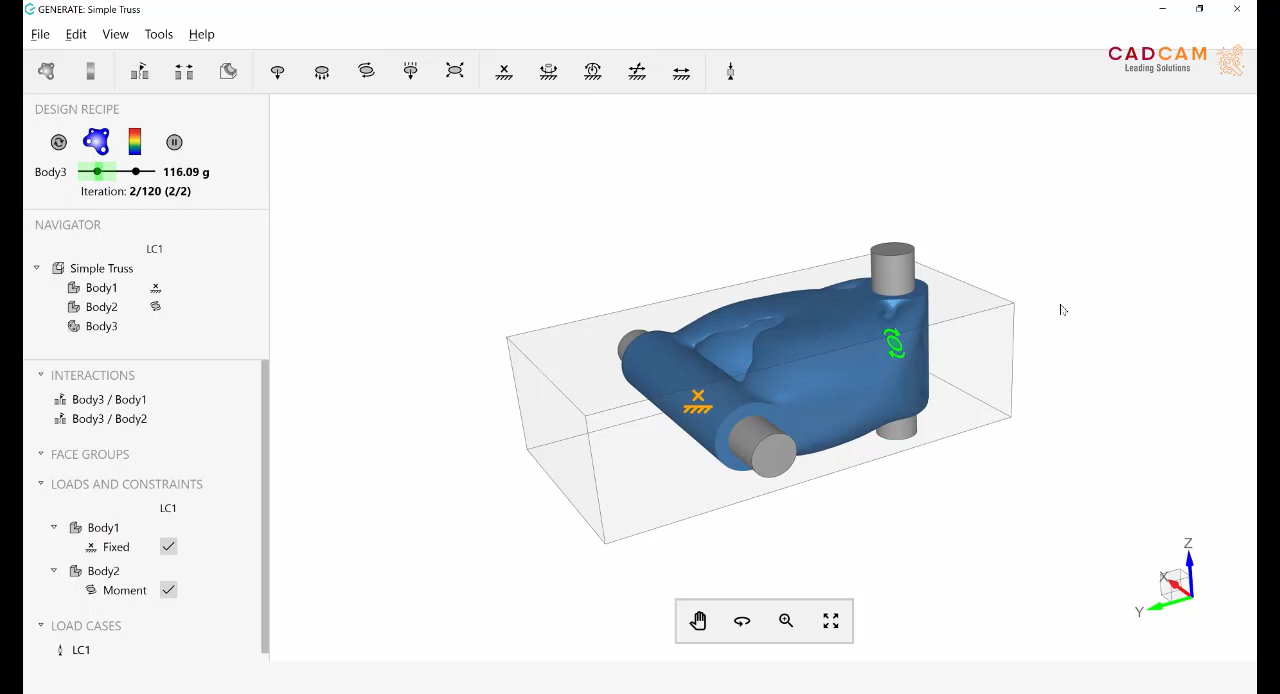 GENERATE: Simple Truss
File Edit View Tools Help
CADCAM
Leading Solutions
DESIGN RECIPE
Body3 116.09 g
Iteration: 2/120 (2/2)
NAVIGATOR
LC1
Simple Truss
Body1
Body2
Body3
INTERACTIONS
Body3 / Body1
Body3 / Body2
FACE GROUPS
LOADS AND CONSTRAINTS
LC1
Body1
Fixed
Body2
Moment
LOAD CASES
LC1
Z
X
Y